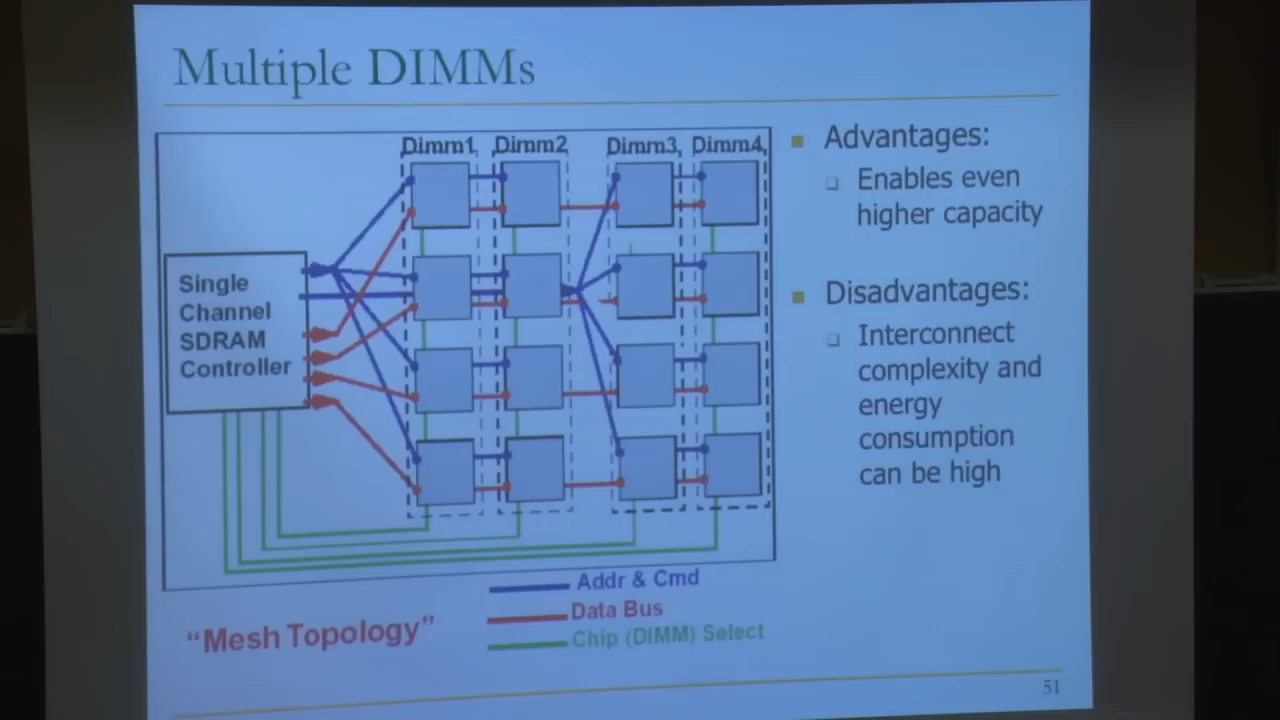 Multiple DIMMs
Dimm1 Dimm2 Dimm3 Dimm4
Single
Channel
SDRAM
Controller
Addr & Cmd
Data Bus
Chip (DIMM) Select
“Mesh Topology”
Advantages:
Enables even
higher capacity
Disadvantages:
Interconnect
complexity and
energy
consumption
can be high
51